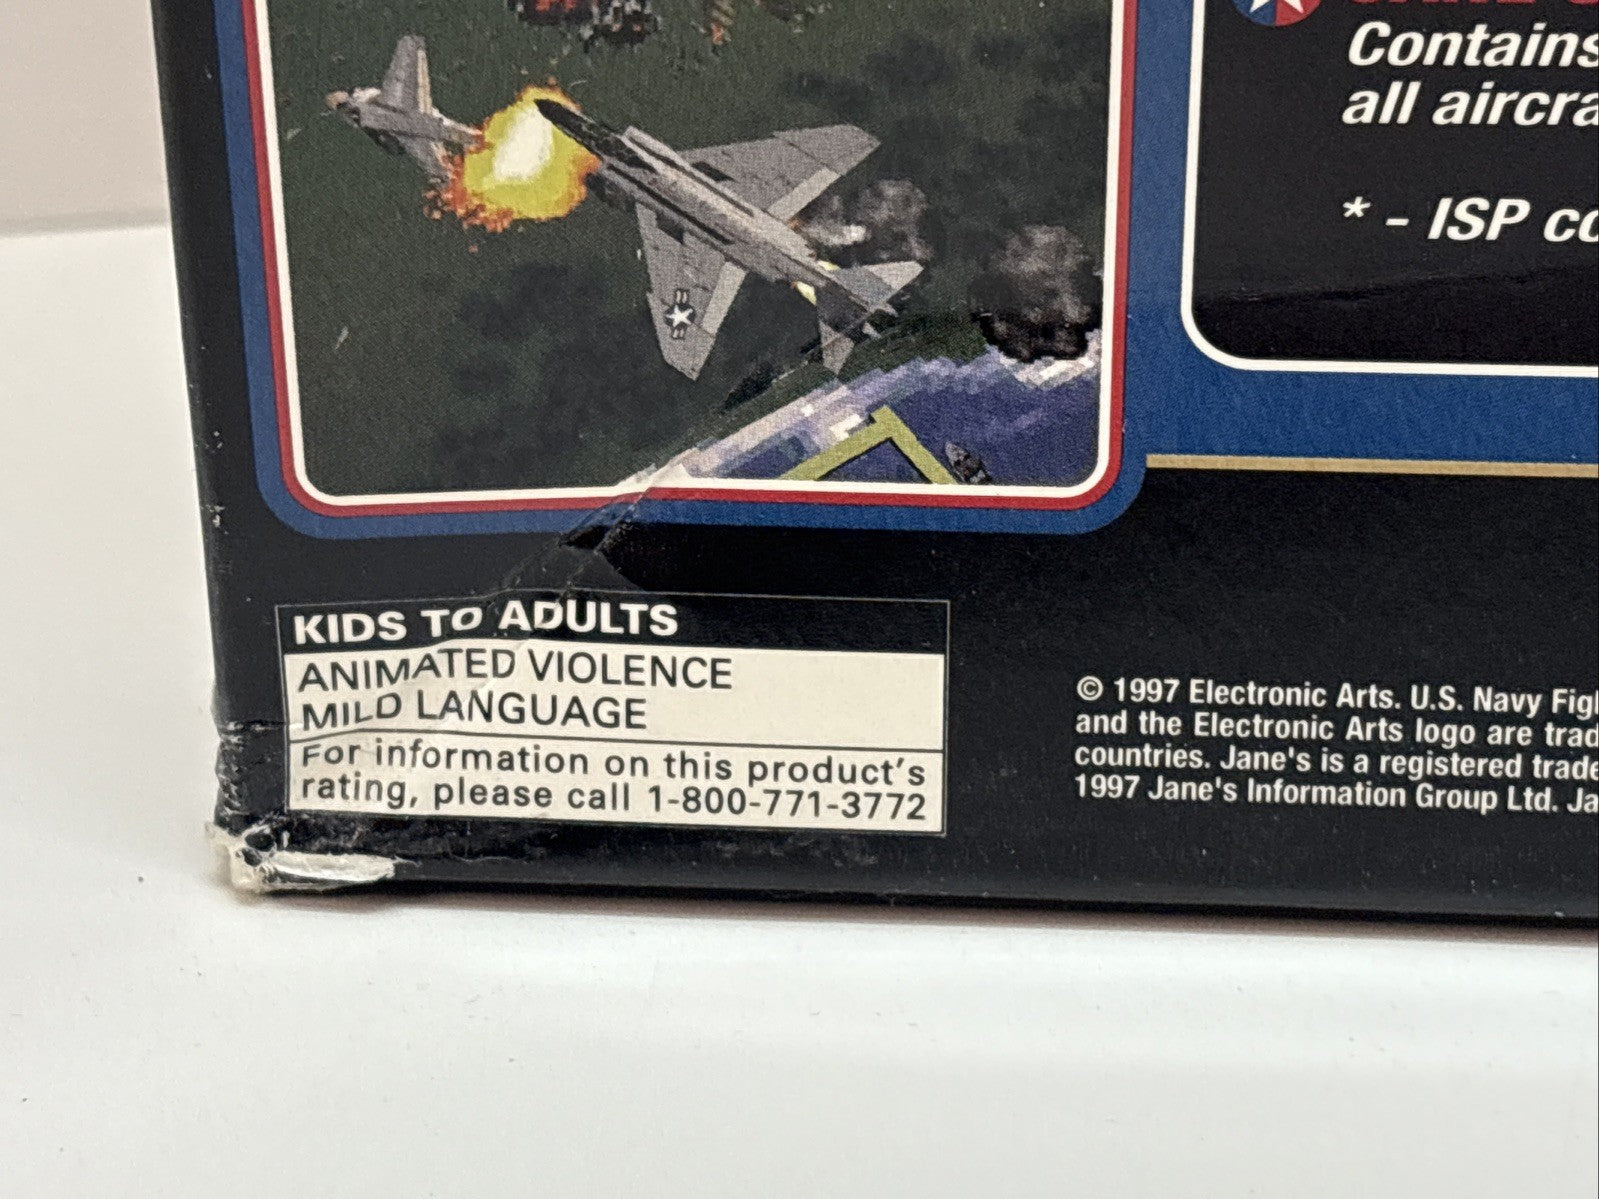 Contains
all aircra
* - ISP co
KIDS TO ADULTS
ANIMATED VIOLENCE
MILD LANGUAGE
For information on this product's
rating, please call 1-800-771-3772
© 1997 Electronic Arts. U.S. Navy Figh
and the Electronic Arts logo are trad
countries. Jane's is a registered trade
1997 Jane's Information Group Ltd. Ja